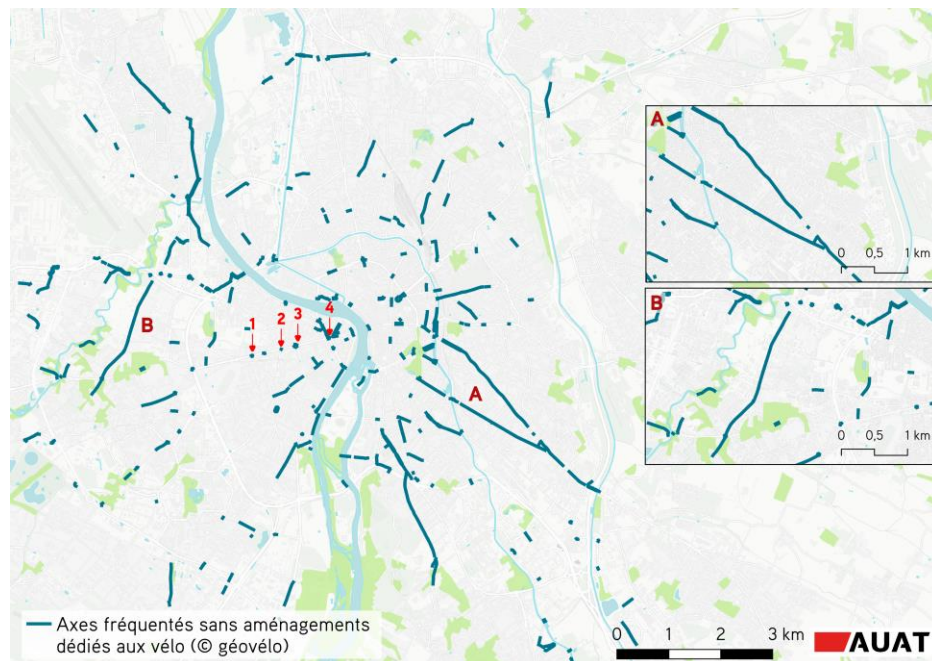 A
0 0,5 1 km
B
0 0,5 1 km
B
1 2 3 4
A
Axes fréquentés sans aménagements
dédiés aux vélo (© géovélo)
0 1 2 3 km
AUAT